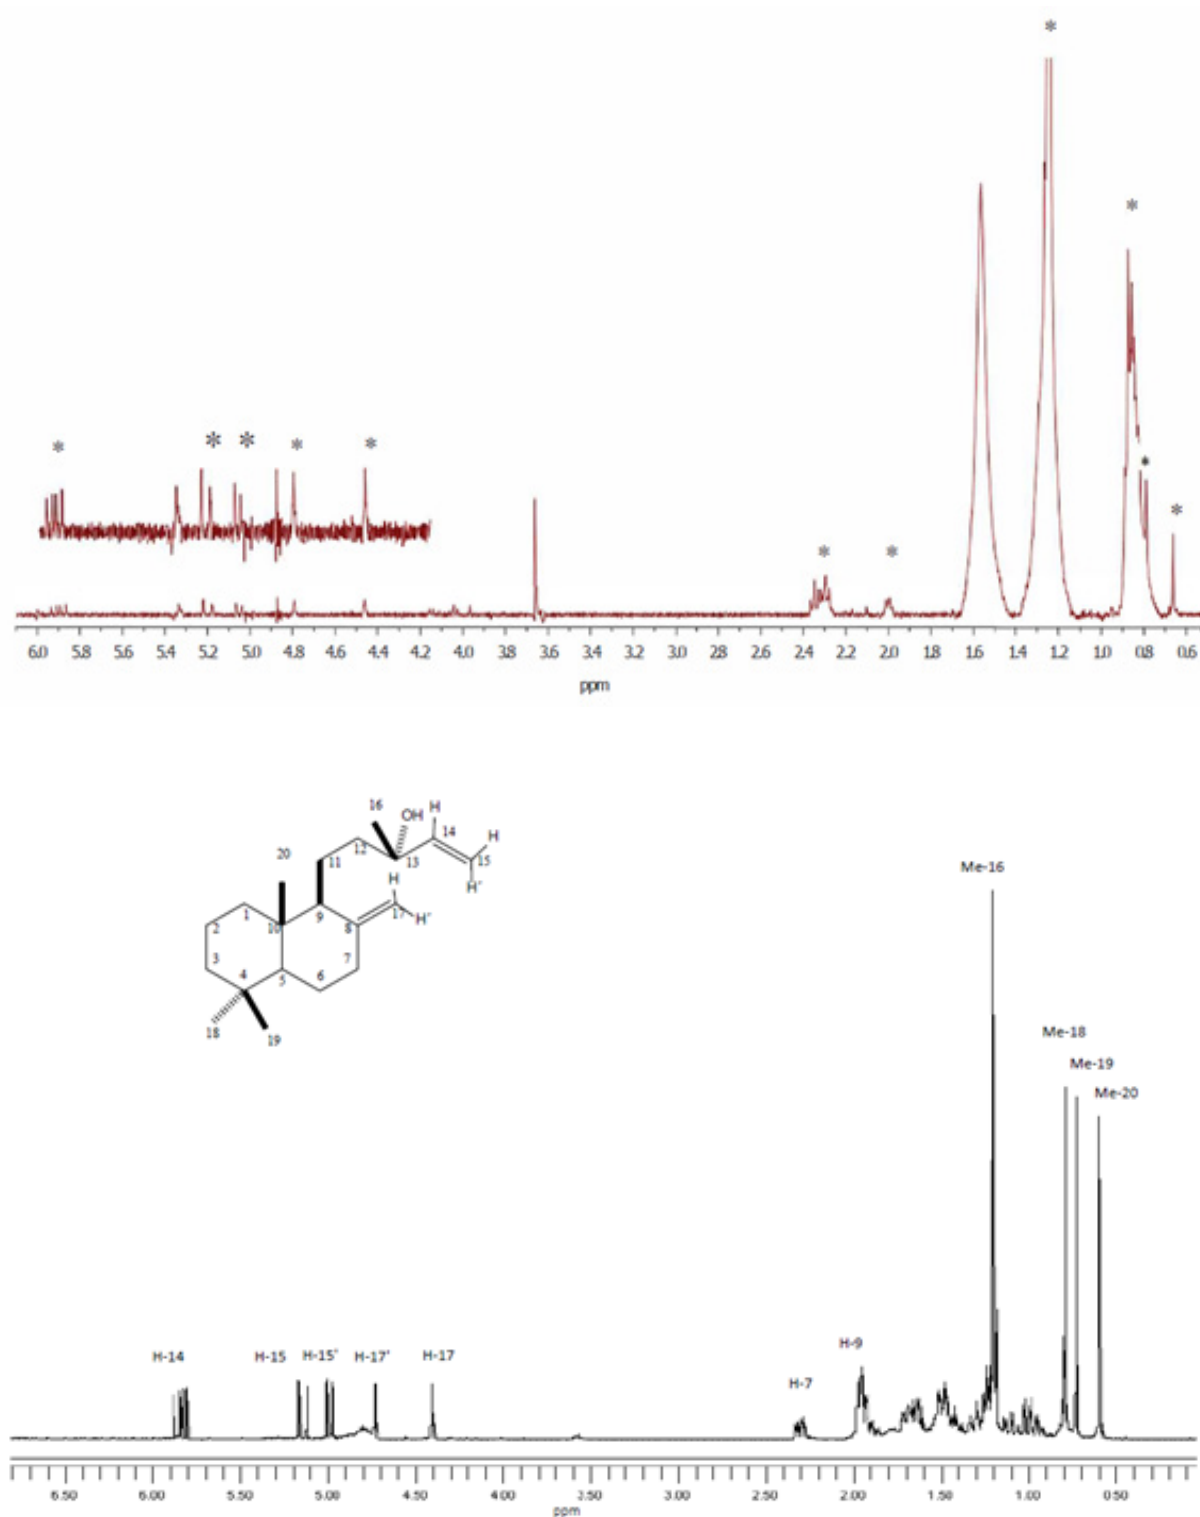 * * * * * * * * * * *
6.0 5.8 5.6 5.4 5.2 5.0 4.8 4.6 4.4 4.2 4.0 3.8 3.6 3.4 3.2 3.0 2.8 2.6 2.4 2.2 2.0 1.8 1.6 1.4 1.2 1.0 0.8 0.6
ppm
16 OH H
14 H
20 11 12 13 15
H H'
1 9 17 H'
2 10 8
3 7
4 5 6
18 19
Me-16
Me-18
Me-19
Me-20
H-14 H-15 H-15' H-17' H-17 H-7 H-9
6.50 6.00 5.50 5.00 4.50 4.00 3.50 3.00 2.50 2.00 1.50 1.00 0.50
ppm